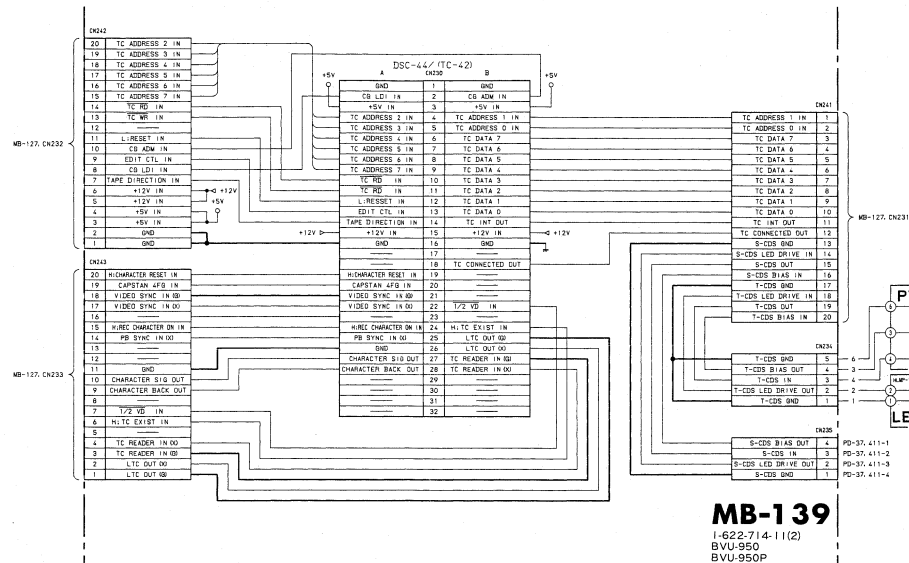 CN242
20 TC ADDRESS 2 IN
19 TC ADDRESS 3 IN
18 TC ADDRESS 4 IN
17 TC ADDRESS 5 IN
16 TC ADDRESS 6 IN
15 TC ADDRESS 7 IN
14 TC RD IN
13 TC WR IN
12 ——
11 L:RESET IN
10 CG ADM IN
9 EDIT CTL IN
8 CG LDI IN
7 TAPE DIRECTION IN
6 +12V IN
5 +12V IN
4 +5V IN
3 +5V IN
2 GND
1 GND
+12V
+5V
MB-127. CN232
CN243
20 H:CHARACTER RESET IN
19 CAPSTAN 4FG IN
18 VIDEO SYNC IN (G)
17 VIDEO SYNC IN (X)
16 ——
15 H:REC CHARACTER ON IN
14 PB SYNC IN (X)
13 ——
12 ——
11 GND
10 CHARACTER SIG OUT
9 CHARACTER BACK OUT
8 ——
7 1/2 VD IN
6 H:TC EXIST IN
5 ——
4 TC READER IN (X)
3 TC READER IN (G)
2 LTC OUT (X)
1 LTC OUT (G)
MB-127. CN233
DSC-44/(TC-42)
A CN230 B
+5V
+5V
GND 1 GND
CG LDI IN 2 CG ADM IN
+5V IN 3 +5V IN
TC ADDRESS 2 IN 4 TC ADDRESS 1 IN
TC ADDRESS 3 IN 5 TC ADDRESS 0 IN
TC ADDRESS 4 IN 6 TC DATA 7
TC ADDRESS 5 IN 7 TC DATA 6
TC ADDRESS 6 IN 8 TC DATA 5
TC ADDRESS 7 IN 9 TC DATA 4
TC RD IN 10 TC DATA 3
TC RD IN 11 TC DATA 2
L:RESSET IN 12 TC DATA 1
EDIT CTL IN 13 TC DATA 0
TAPE DIRECTION IN 14 TC INT OUT
+12V +12V IN 15 +12V IN +12V
GND 16 GND
—— 17 ——
—— 18 TC CONNECTED OUT
H:CHARACTER RESET IN 19 ——
CAPSTAN 4FG IN 20 ——
VIDEO SYNC IN (G) 21 ——
VIDEO SYNC IN (X) 22 1/2 VD IN
—— 23 ——
H:REC CHARACTER ON IN 24 H:TC EXIST IN
PB SYNC IN (X) 25 LTC OUT (G)
GND 26 LTC OUT (X)
CHARACTER SIG OUT 27 TC READER IN (G)
CHARACTER BACK OUT 28 TC READER IN (X)
—— 29 ——
—— 30 ——
—— 31 ——
—— 32 ——
CN241
TC ADDRESS 1 IN 1
TC ADDRESS 0 IN 2
TC DATA 7 3
TC DATA 6 4
TC DATA 5 5
TC DATA 4 6
TC DATA 3 7
TC DATA 2 8
TC DATA 1 9
TC DATA 0 10
TC INT OUT 11
TC CONNECTED OUT 12
S-CDS GND 13
S-CDS LED DRIVE IN 14
S-CDS OUT 15
S-CDS BIAS IN 16
T-CDS GND 17
T-CDS LED DRIVE IN 18
T-CDS OUT 19
T-CDS BIAS IN 20
MB-127. CN231
CN234
T-CDS GND 5 6
T-CDS BIAS OUT 4 3
T-CDS IN 3 4
T-CDS LED DRIVE OUT 2 2
T-CDS GND 1 1
6
3
4
2
1
LE
CN235
S-CDS BIAS OUT 4 PD-37. 411-1
S-CDS IN 3 PD-37. 411-2
S-CDS LED DRIVE OUT 2 PD-37. 411-3
S-CDS GND 1 PD-37. 411-4
MB-139
1-622-714-11(2)
BVU-950
BVU-950P